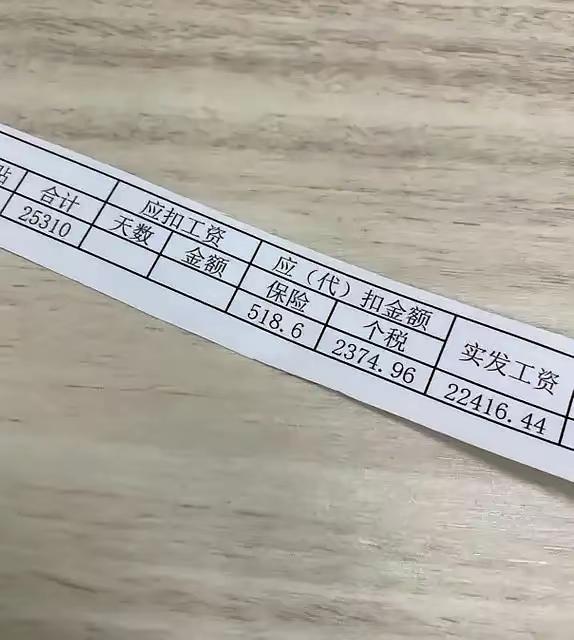 贴 合计 应扣工资 应（代）扣金额 实发工资
天数 金额 保险 个税
25310 518.6 2374.96 22416.44